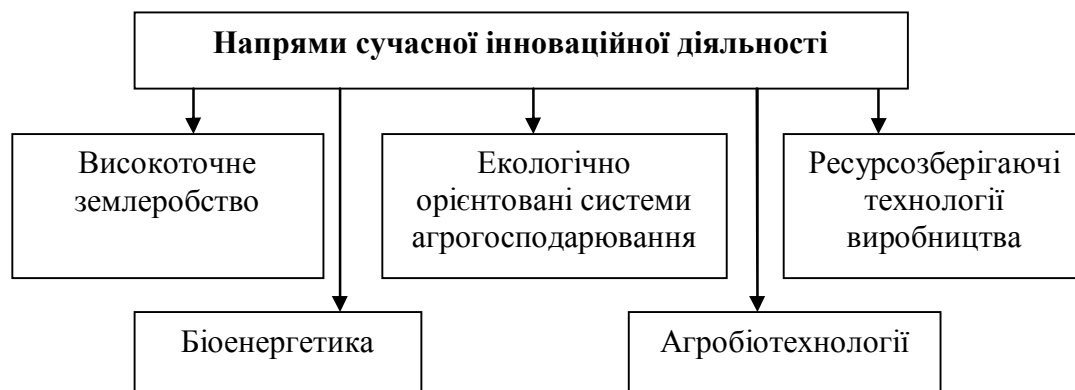 Напрями сучасної інноваційної діяльності
Високоточне
землеробство
Екологічно
орієнтовані системи
агрогосподарювання
Ресурсозберігаючі
технології
виробництва
Біоенергетика
Агробіотехнології